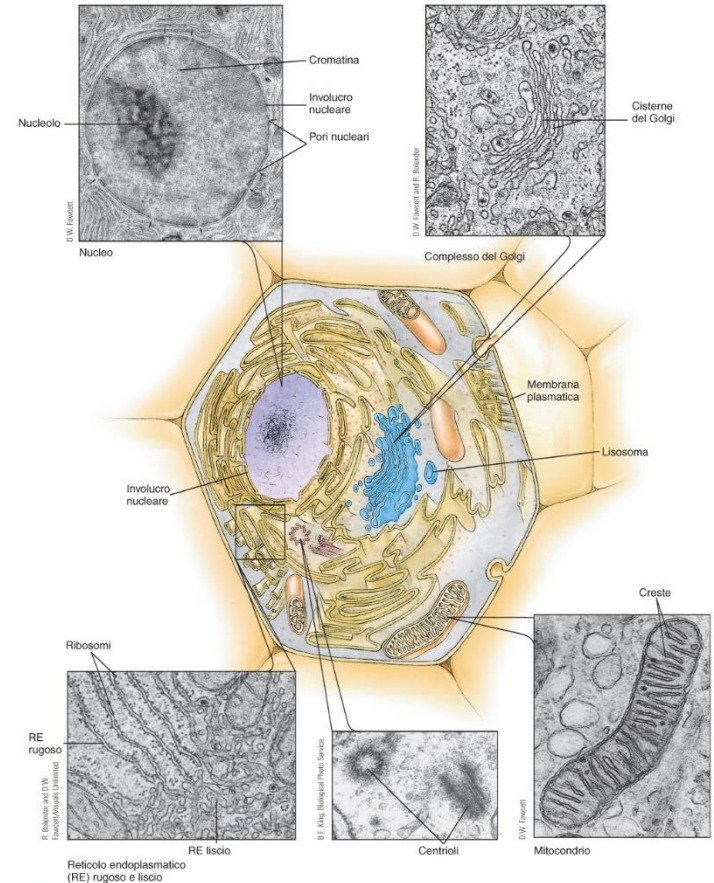 Cromatina
Involucro
nucleare
Nucleolo
Pori nucleari
D.W. Fawcett
Nucleo
Cisterne
del Golgi
D.W. Fawcett and R. Bolender
Complesso del Golgi
Membrana
plasmatica
Lisosoma
Involucro
nucleare
Creste
Ribosomi
RE
rugoso
R. Bolender and D.W.
Fawcett/Visuals Unlimited
RE liscio
Reticolo endoplasmatico
(RE) rugoso e liscio
B.F. King, Biological Photo Service
Centrioli
D.W. Fawcett
Mitocondrio